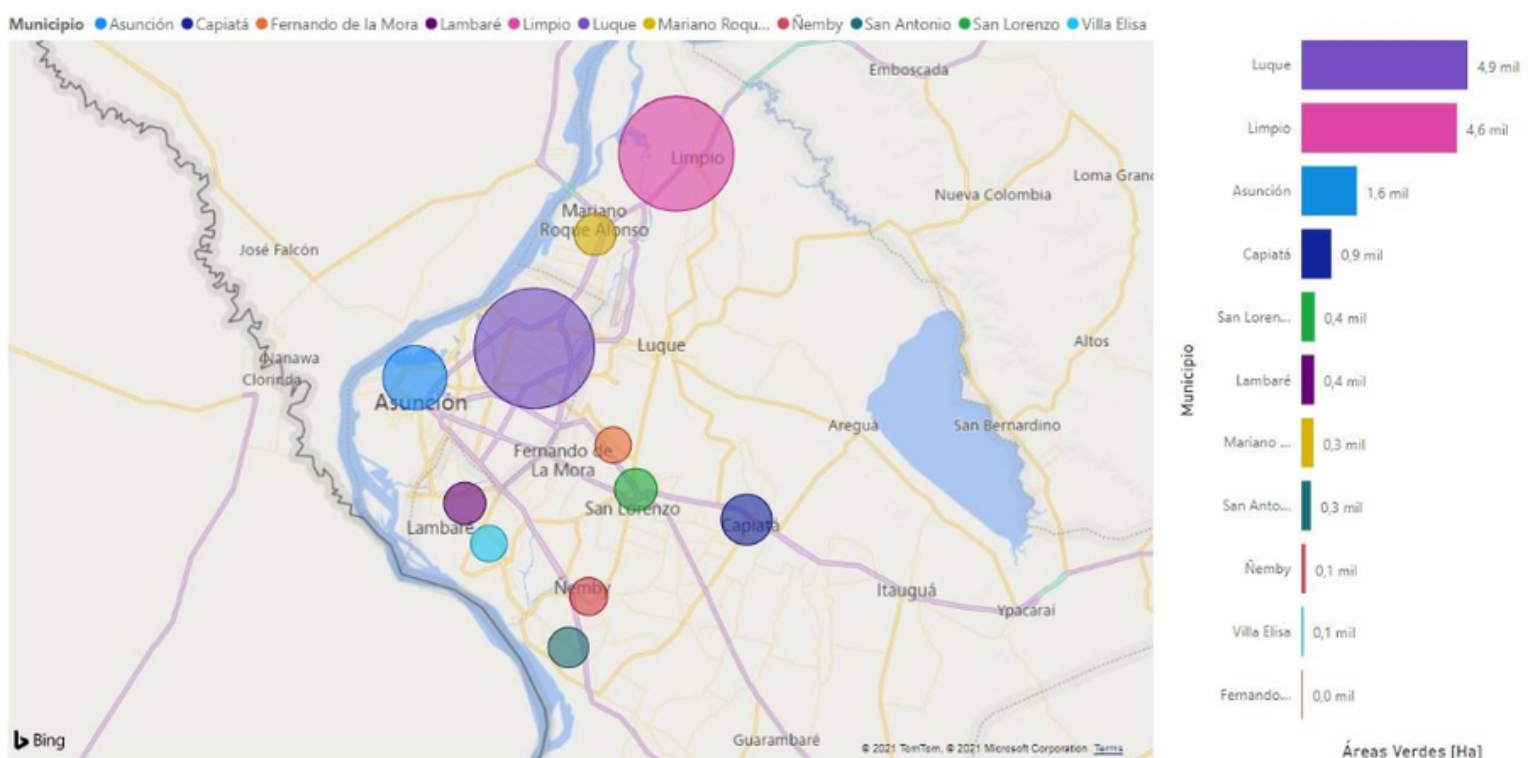 Municipio Asunción Capiatá Fernando de la Mora Lambaré Limpio Luque Mariano Roqu... Ñemby San Antonio San Lorenzo Villa Elisa
Emboscada
Limpio
Loma Grand
Nueva Colombia
Mariano
Roque Alonso
José Falcón
Luque
Altos
Nanawa
Clorinda
Asunción
Aregua
San Bernardino
Fernando de
La Mora
San Lorenzo
Lambaré
Capiatá
Ñemby
Itauguá
Ypacaraí
Guarambaré
Bing
© 2021 TomTom, © 2021 Microsoft Corporation Terms
Municipio
Luque 4,9 mil
Limpio 4,6 mil
Asunción 1,6 mil
Capiatá 0,9 mil
San Loren... 0,4 mil
Lambaré 0,4 mil
Mariano ... 0,3 mil
San Anto... 0,3 mil
Ñemby 0,1 mil
Villa Elisa 0,1 mil
Fernando... 0,0 mil
Áreas Verdes [Ha]